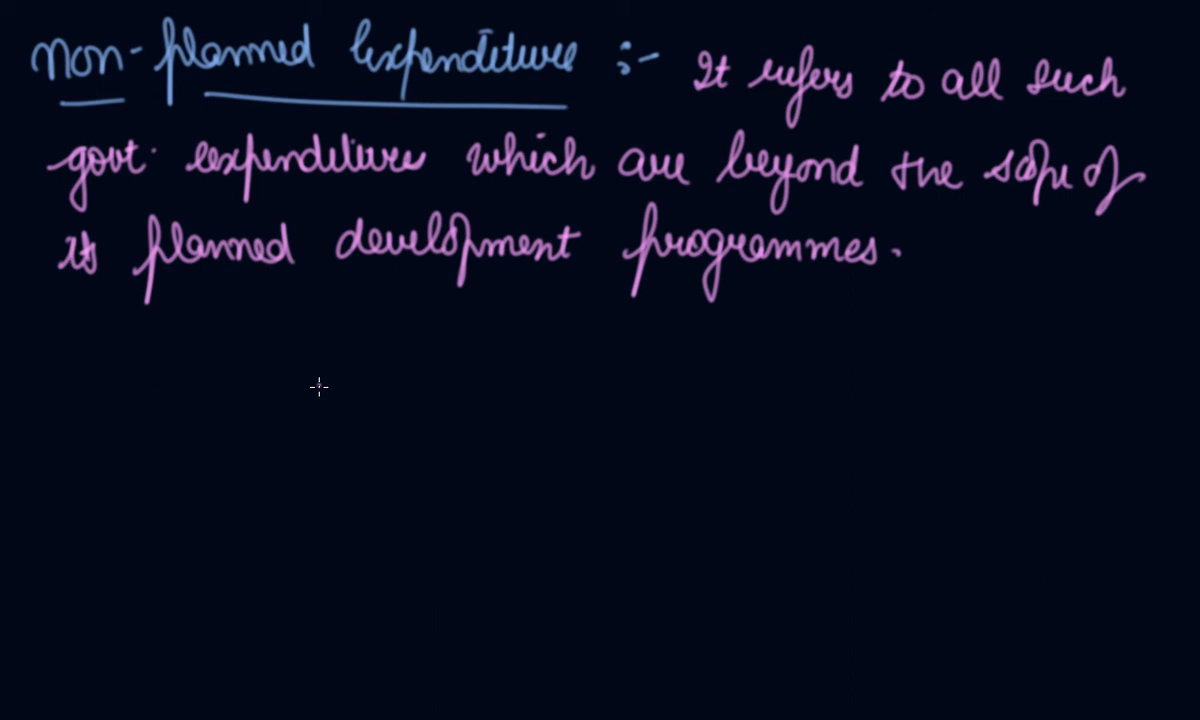 Non-planned Expenditure :- It refers to all such
govt. expenditures which are beyond the scope of
its planned development programmes.